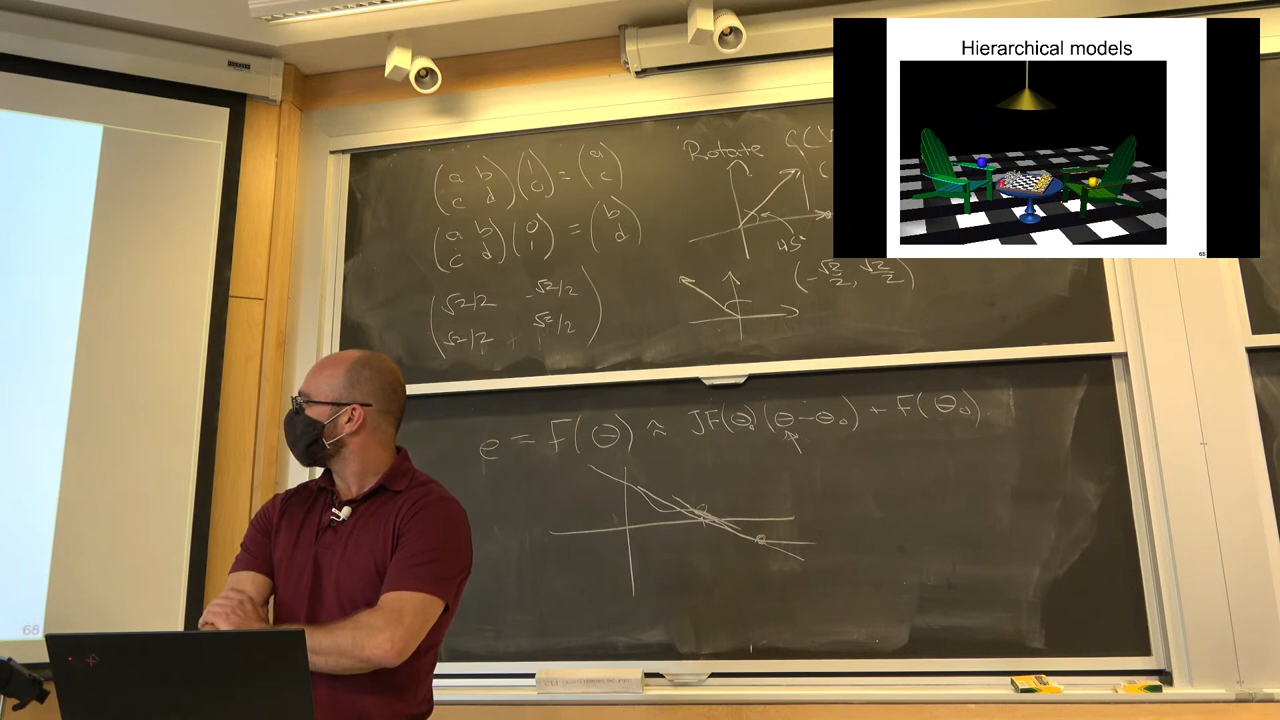 Hierarchical models
68
68
Rotate
(a b; c d)(1; 0) = (a; c)
(a b; c d)(0; 1) = (b; d)
45°
(√2/2 -√2/2; √2/2 + √2/2)
(-√2/2, √2/2)
e = F(θ) ≈ JF(θ₀)(θ-θ₀) + F(θ₀)